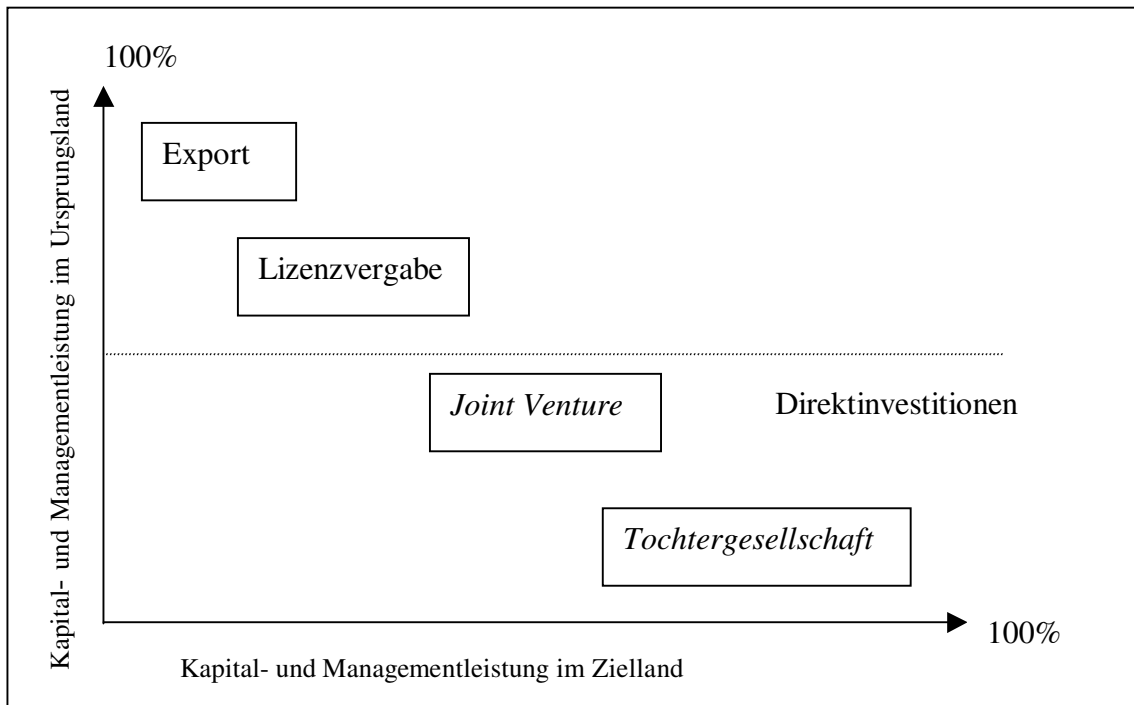 100%
Kapital- und Managementleistung im Ursprungsland
Export
Lizenzvergabe
Joint Venture
Direktinvestitionen
Tochtergesellschaft
100%
Kapital- und Managementleistung im Zielland